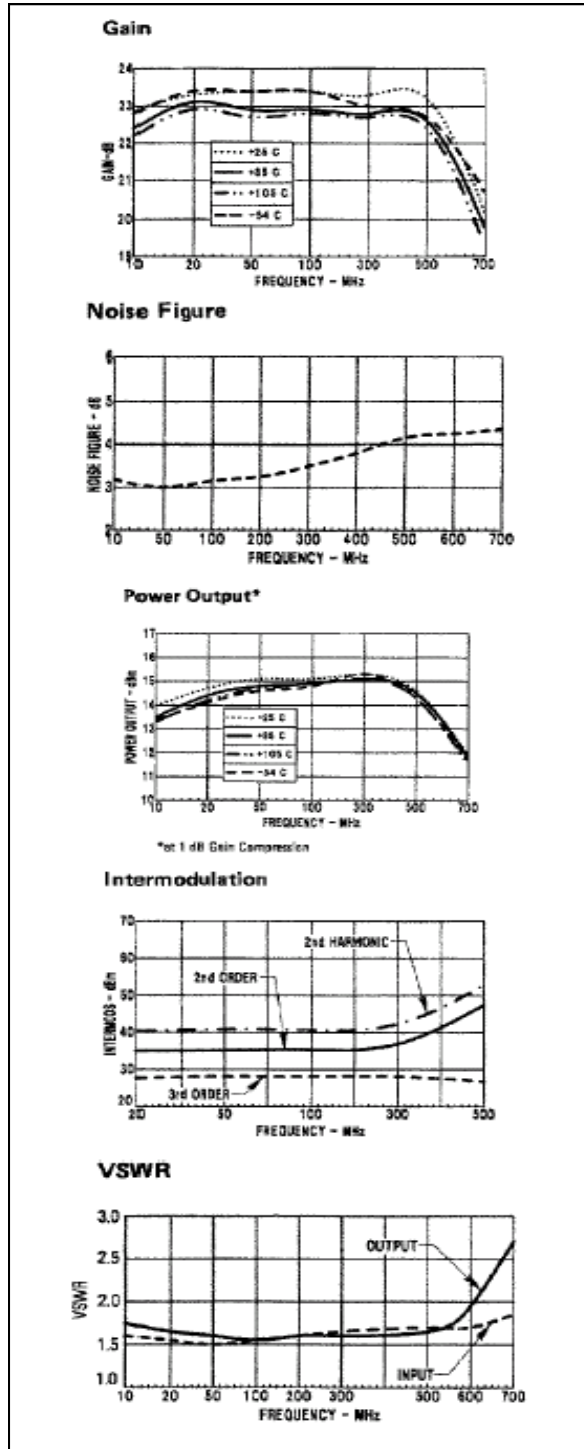 Gain
24
23
22
21
20
19
GAIN-dB
+25 C
+85 C
+105 C
-54 C
10 20 50 100 300 500 700
FREQUENCY - MHz
Noise Figure
6
5
4
3
2
NOISE FIGURE - dB
10 50 100 200 300 400 500 600 700
FREQUENCY - MHz
Power Output*
17
16
15
14
13
12
11
10
POWER OUTPUT - dBm
+25 C
+85 C
+105 C
-54 C
10 20 50 100 300 500 700
FREQUENCY - MHz
*at 1 dB Gain Compression
Intermodulation
70
60
50
40
30
20
INTERMODS - dBm
2nd HARMONIC
2nd ORDER
3rd ORDER
20 50 100 300 500
FREQUENCY - MHz
VSWR
3.0
2.5
2.0
1.5
1.0
VSWR
OUTPUT
INPUT
10 20 50 100 200 300 500 600 700
FREQUENCY - MHz